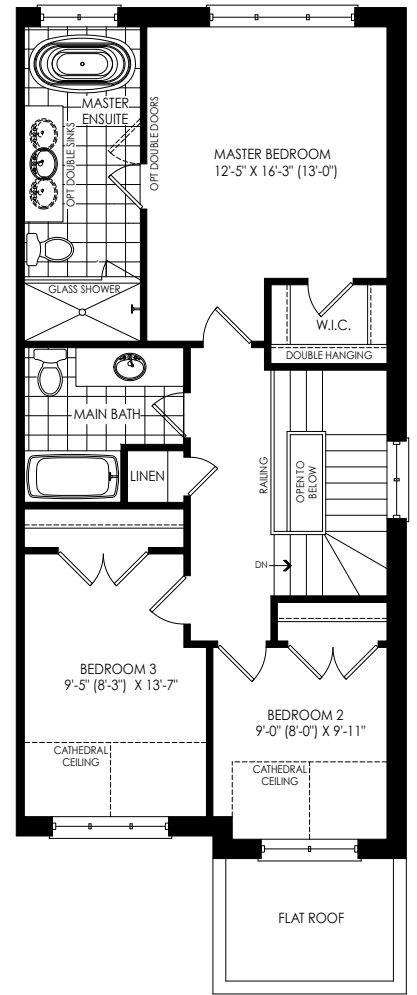 MASTER
ENSUITE
OPT DOUBLE SINKS
OPT DOUBLE DOORS
MASTER BEDROOM
12'-5" X 16'-3" (13'-0")
GLASS SHOWER
W.I.C.
DOUBLE HANGING
MAIN BATH
LINEN
RAILING
OPEN TO
BELOW
DN
BEDROOM 3
9'-5" (8'-3") X 13'-7"
CATHEDRAL
CEILING
BEDROOM 2
9'-0" (8'-0") X 9'-11"
CATHEDRAL
CEILING
FLAT ROOF